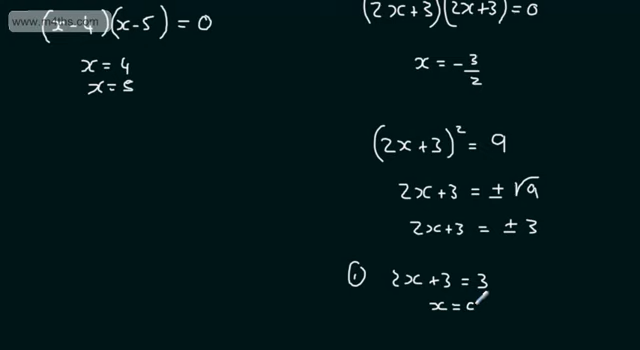 www.m4ths.com
(x-4)(x-5) = 0
x = 4
x = 5
(2x+3)(2x+3) = 0
x = -3/2
(2x+3)² = 9
2x+3 = ±√9
2x+3 = ±3
① 2x+3 = 3
x =